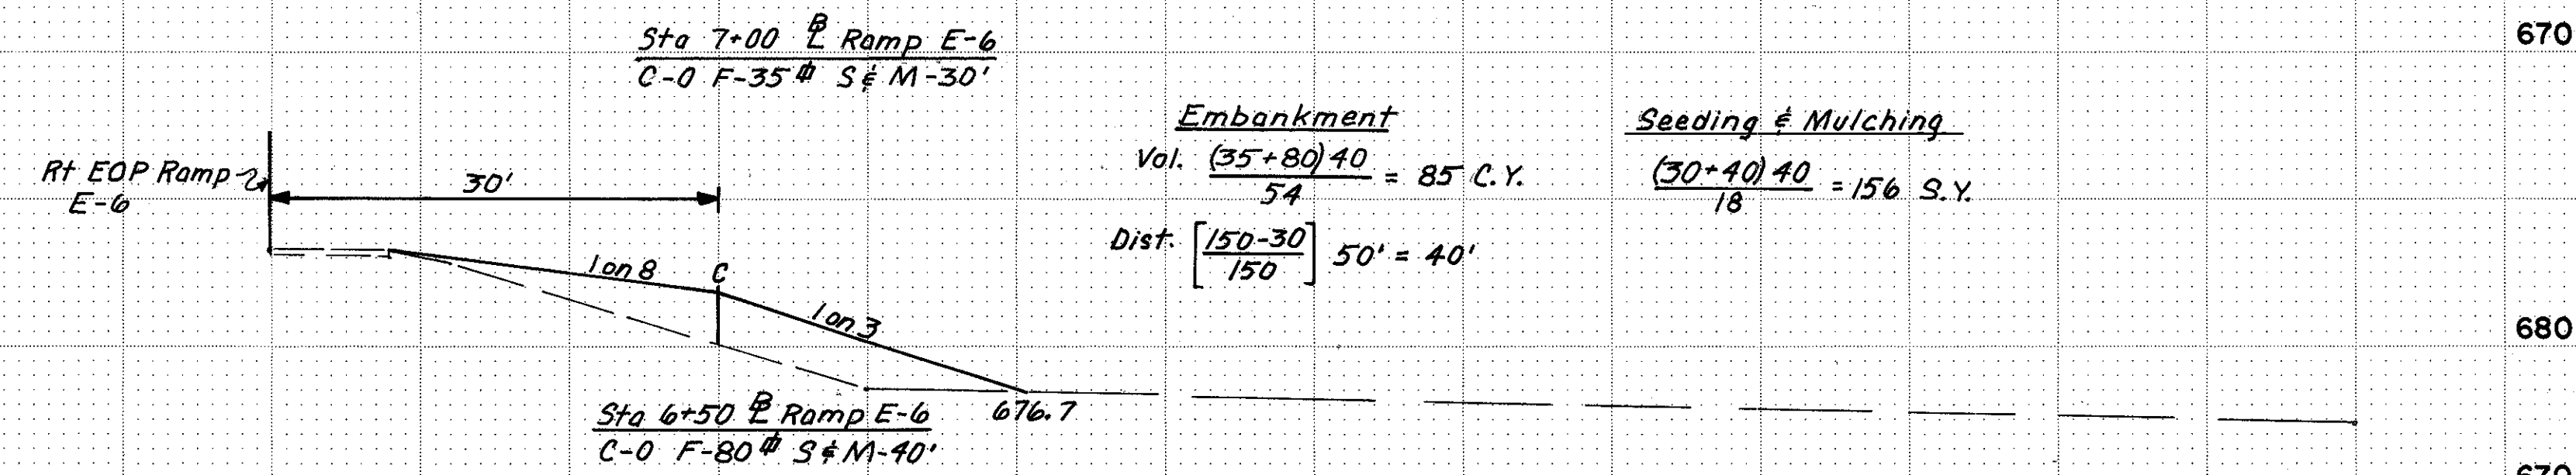 670
Sta 7+00 ⅊ Ramp E-6
C-0 F-35⌗ S & M-30'
Embankment
Vol. (35+80)40 / 54 = 85 C.Y.
Dist. [150-30 / 150] 50' = 40'
Seeding & Mulching
(30+40)40 / 18 = 156 S.Y.
Rt EOP Ramp
E-6
30'
1 on 8
C
1 on 3
680
676.7
Sta 6+50 ⅊ Ramp E-6
C-0 F-80⌗ S & M-40'
670